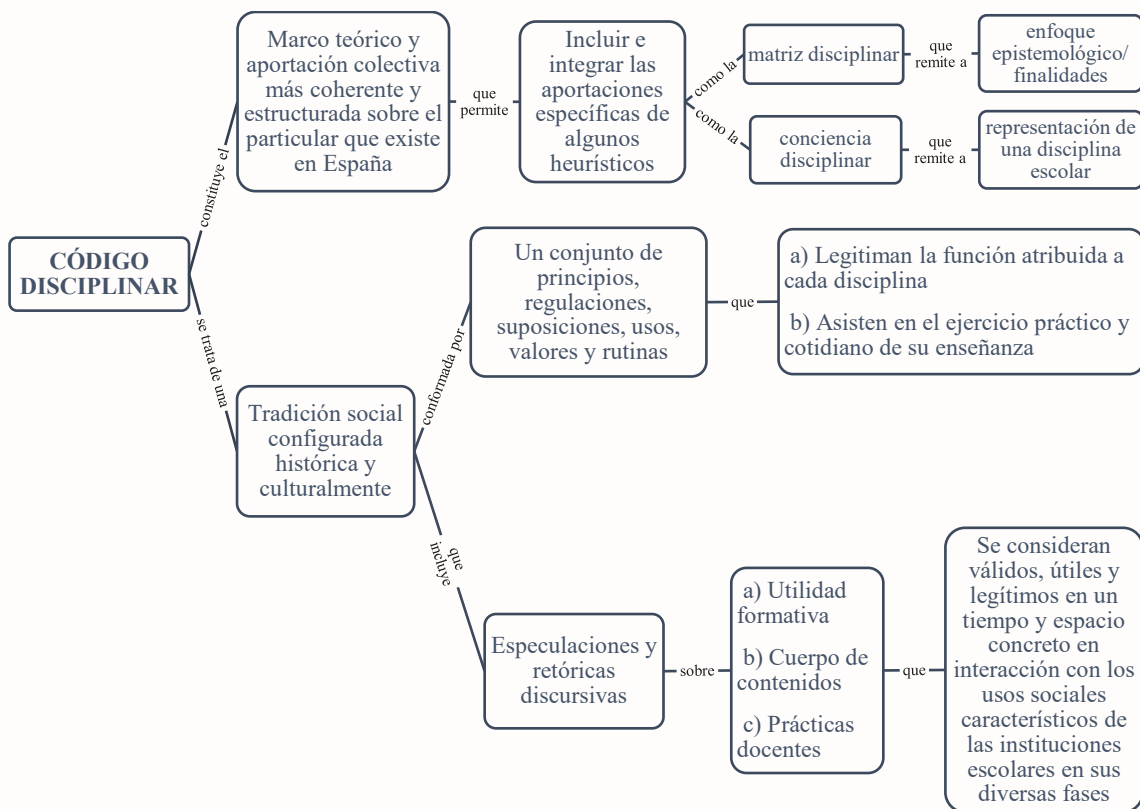 CÓDIGO
DISCIPLINAR
constituye el
Marco teórico y
aportación colectiva
más coherente y
estructurada sobre el
particular que existe
en España
que
permite
Incluir e
integrar las
aportaciones
específicas de
algunos
heurísticos
como la
matriz disciplinar
que
remite a
enfoque
epistemológico/
finalidades
como la
conciencia
disciplinar
que
remite a
representación de
una disciplina
escolar
se trata de una
Tradición social
configurada
histórica y
culturalmente
conformada por
Un conjunto de
principios,
regulaciones,
suposiciones, usos,
valores y rutinas
que
a) Legitiman la función atribuida a
cada disciplina
b) Asisten en el ejercicio práctico y
cotidiano de su enseñanza
que
incluye
Especulaciones y
retóricas
discursivas
sobre
a) Utilidad
formativa
b) Cuerpo de
contenidos
c) Prácticas
docentes
que
Se consideran
válidos, útiles y
legítimos en un
tiempo y espacio
concreto en
interacción con los
usos sociales
característicos de
las instituciones
escolares en sus
diversas fases